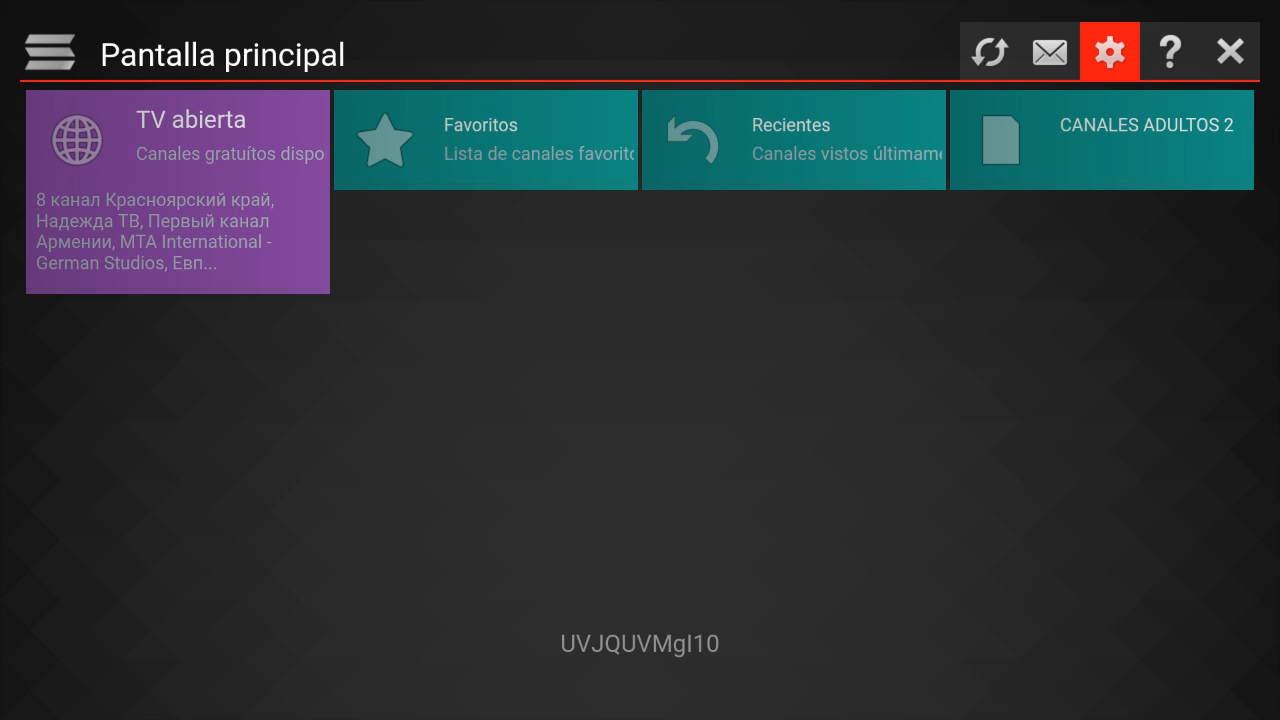 Pantalla principal
TV abierta
Canales gratuítos dispo
8 канал Красноярский край,
Надежда ТВ, Первый канал
Армении, MTA International -
German Studios, Евп...
Favoritos
Lista de canales favorito
Recientes
Canales vistos últimame
CANALES ADULTOS 2
UVJQUVMgI10